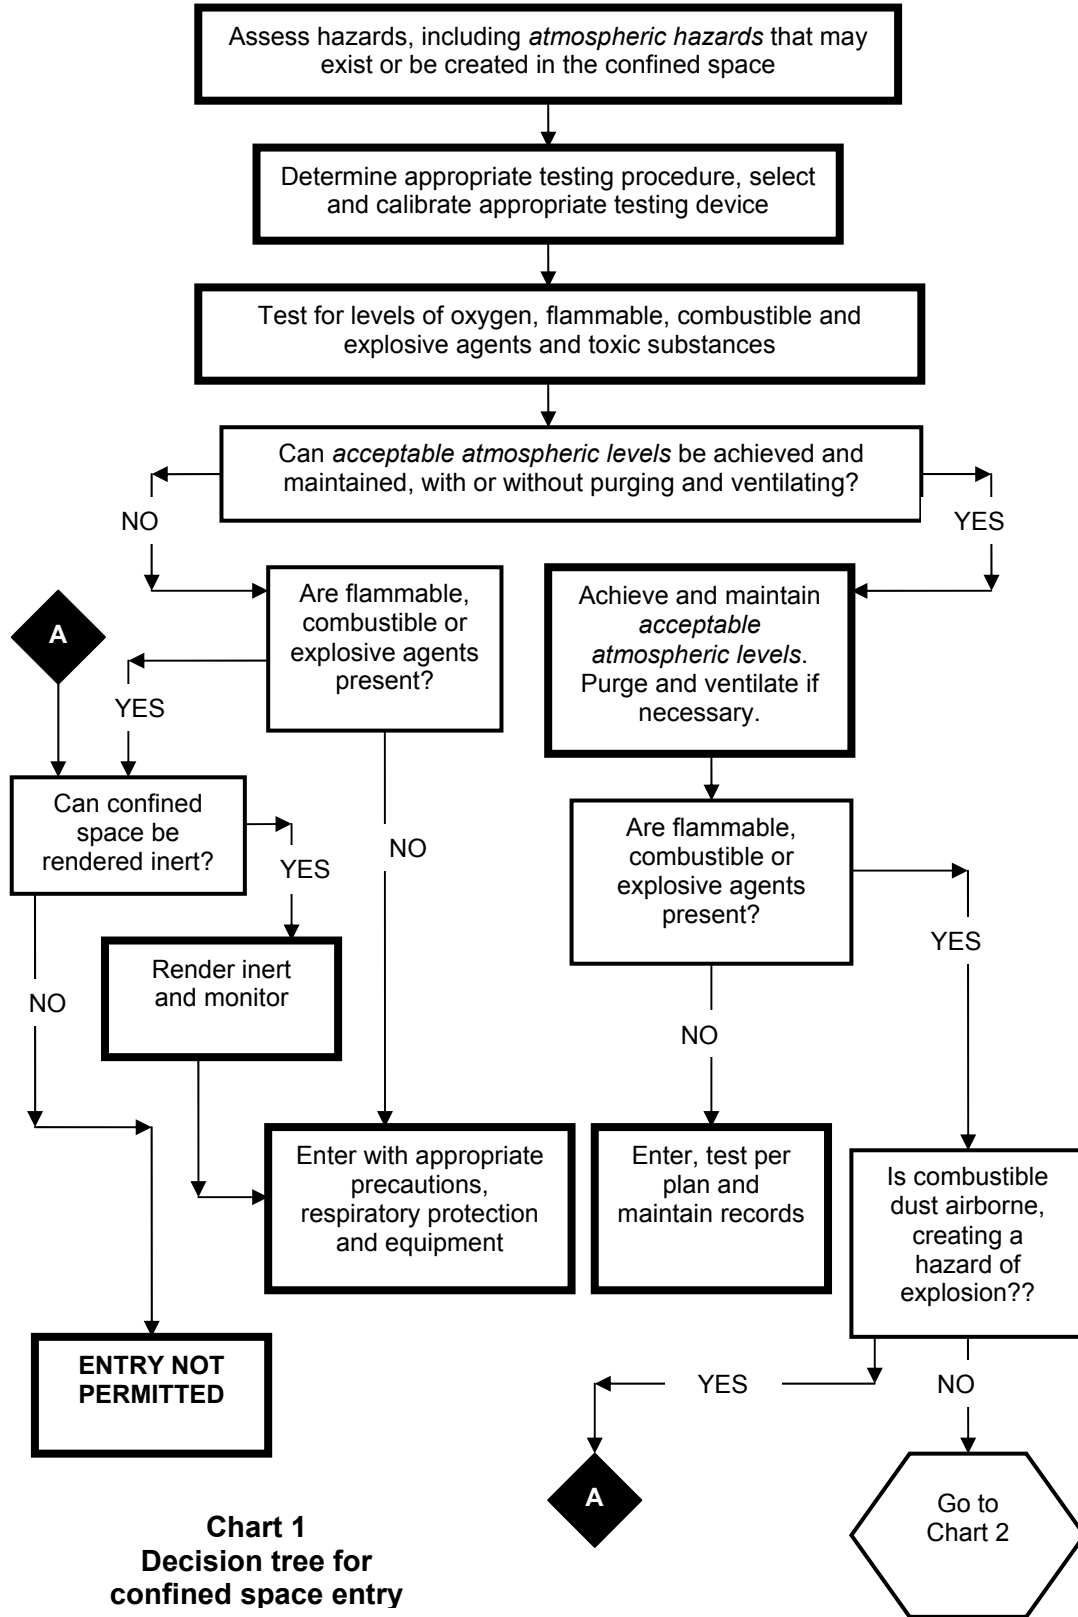 Assess hazards, including atmospheric hazards that may
exist or be created in the confined space
Determine appropriate testing procedure, select
and calibrate appropriate testing device
Test for levels of oxygen, flammable, combustible and
explosive agents and toxic substances
Can acceptable atmospheric levels be achieved and
maintained, with or without purging and ventilating?
NO
YES
Are flammable,
combustible or
explosive agents
present?
Achieve and maintain
acceptable
atmospheric levels.
Purge and ventilate if
necessary.
A
YES
Can confined
space be
rendered inert?
YES
NO
Are flammable,
combustible or
explosive agents
present?
YES
NO
Render inert
and monitor
NO
Enter with appropriate
precautions,
respiratory protection
and equipment
Enter, test per
plan and
maintain records
Is combustible
dust airborne,
creating a
hazard of
explosion??
ENTRY NOT
PERMITTED
YES
NO
A
Go to
Chart 2
Chart 1
Decision tree for
confined space entry